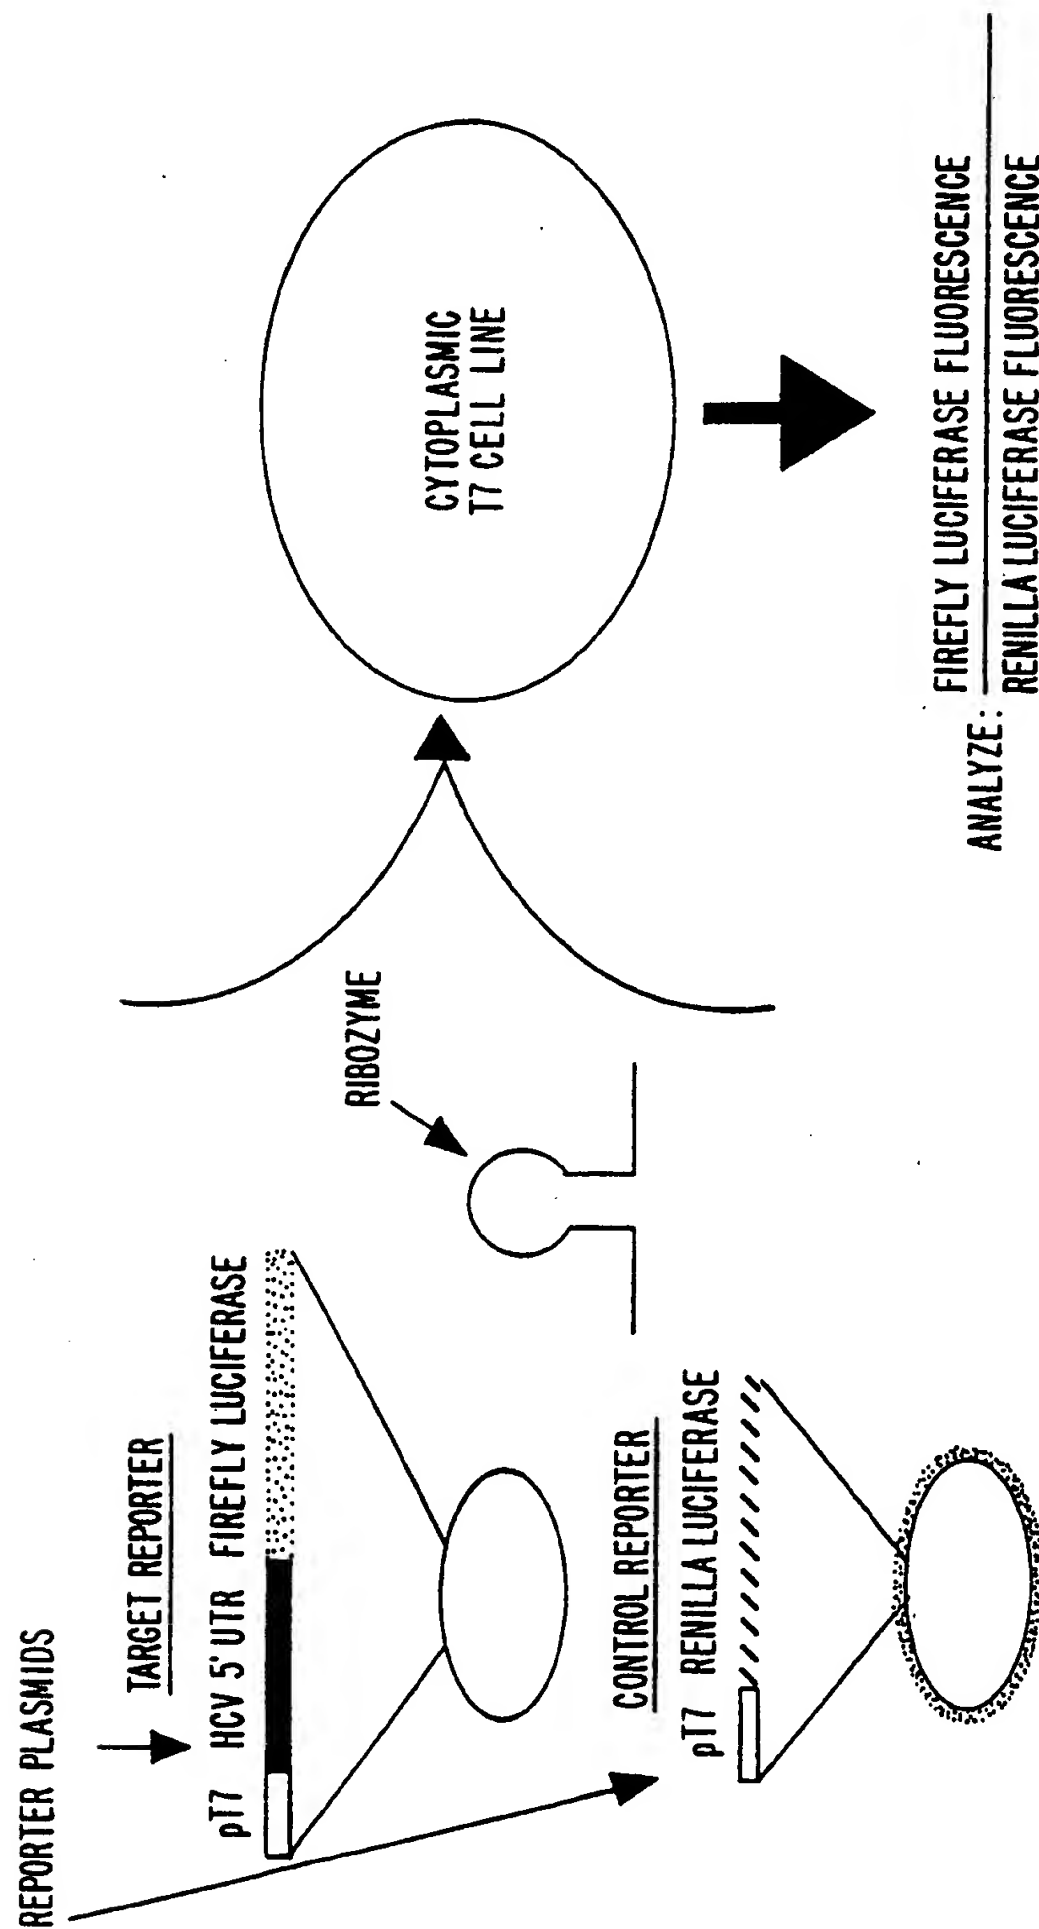 REPORTER PLASMIDS
TARGET REPORTER
pT7 HCV 5' UTR FIREFLY LUCIFERASE
RIBOZYME
CONTROL REPORTER
pT7 RENILLA LUCIFERASE
CYTOPLASMIC
T7 CELL LINE
ANALYZE:
FIREFLY LUCIFERASE FLUORESCENCE
RENILLA LUCIFERASE FLUORESCENCE